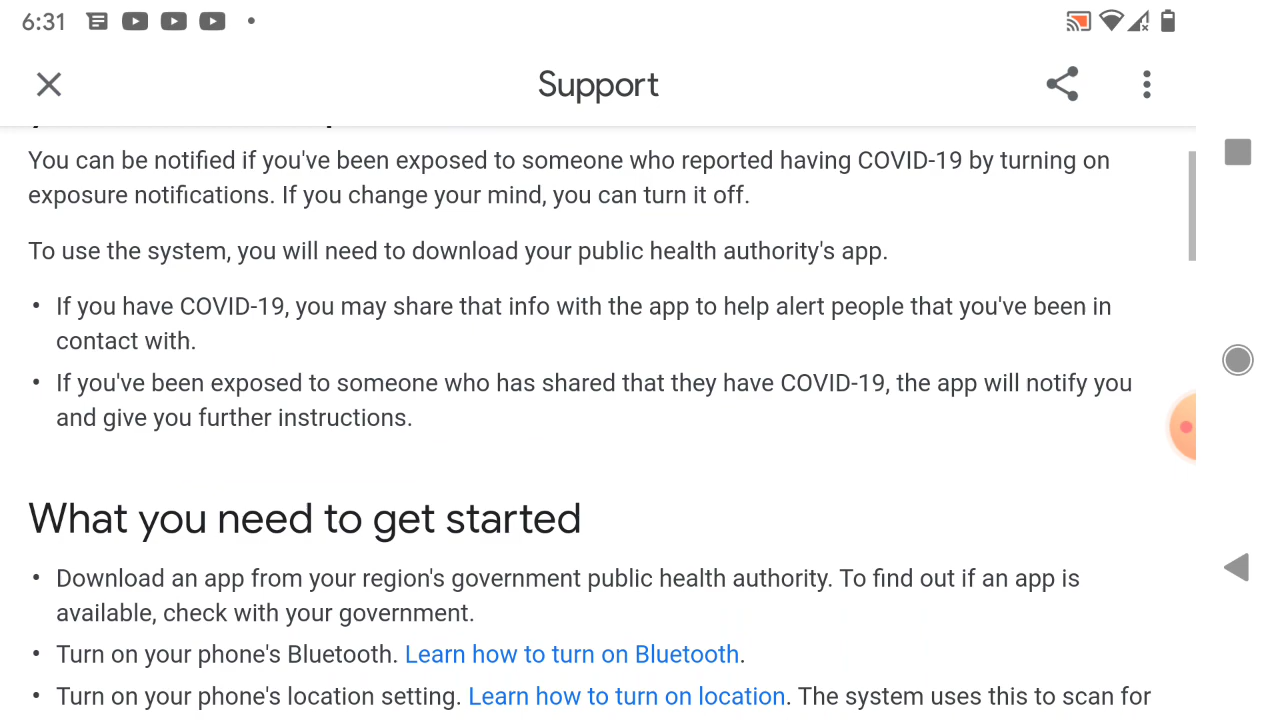 6:31
Support
You can be notified if you've been exposed to someone who reported having COVID-19 by turning on
exposure notifications. If you change your mind, you can turn it off.
To use the system, you will need to download your public health authority's app.
• If you have COVID-19, you may share that info with the app to help alert people that you've been in
contact with.
• If you've been exposed to someone who has shared that they have COVID-19, the app will notify you
and give you further instructions.
What you need to get started
• Download an app from your region's government public health authority. To find out if an app is
available, check with your government.
• Turn on your phone's Bluetooth. Learn how to turn on Bluetooth.
• Turn on your phone's location setting. Learn how to turn on location. The system uses this to scan for